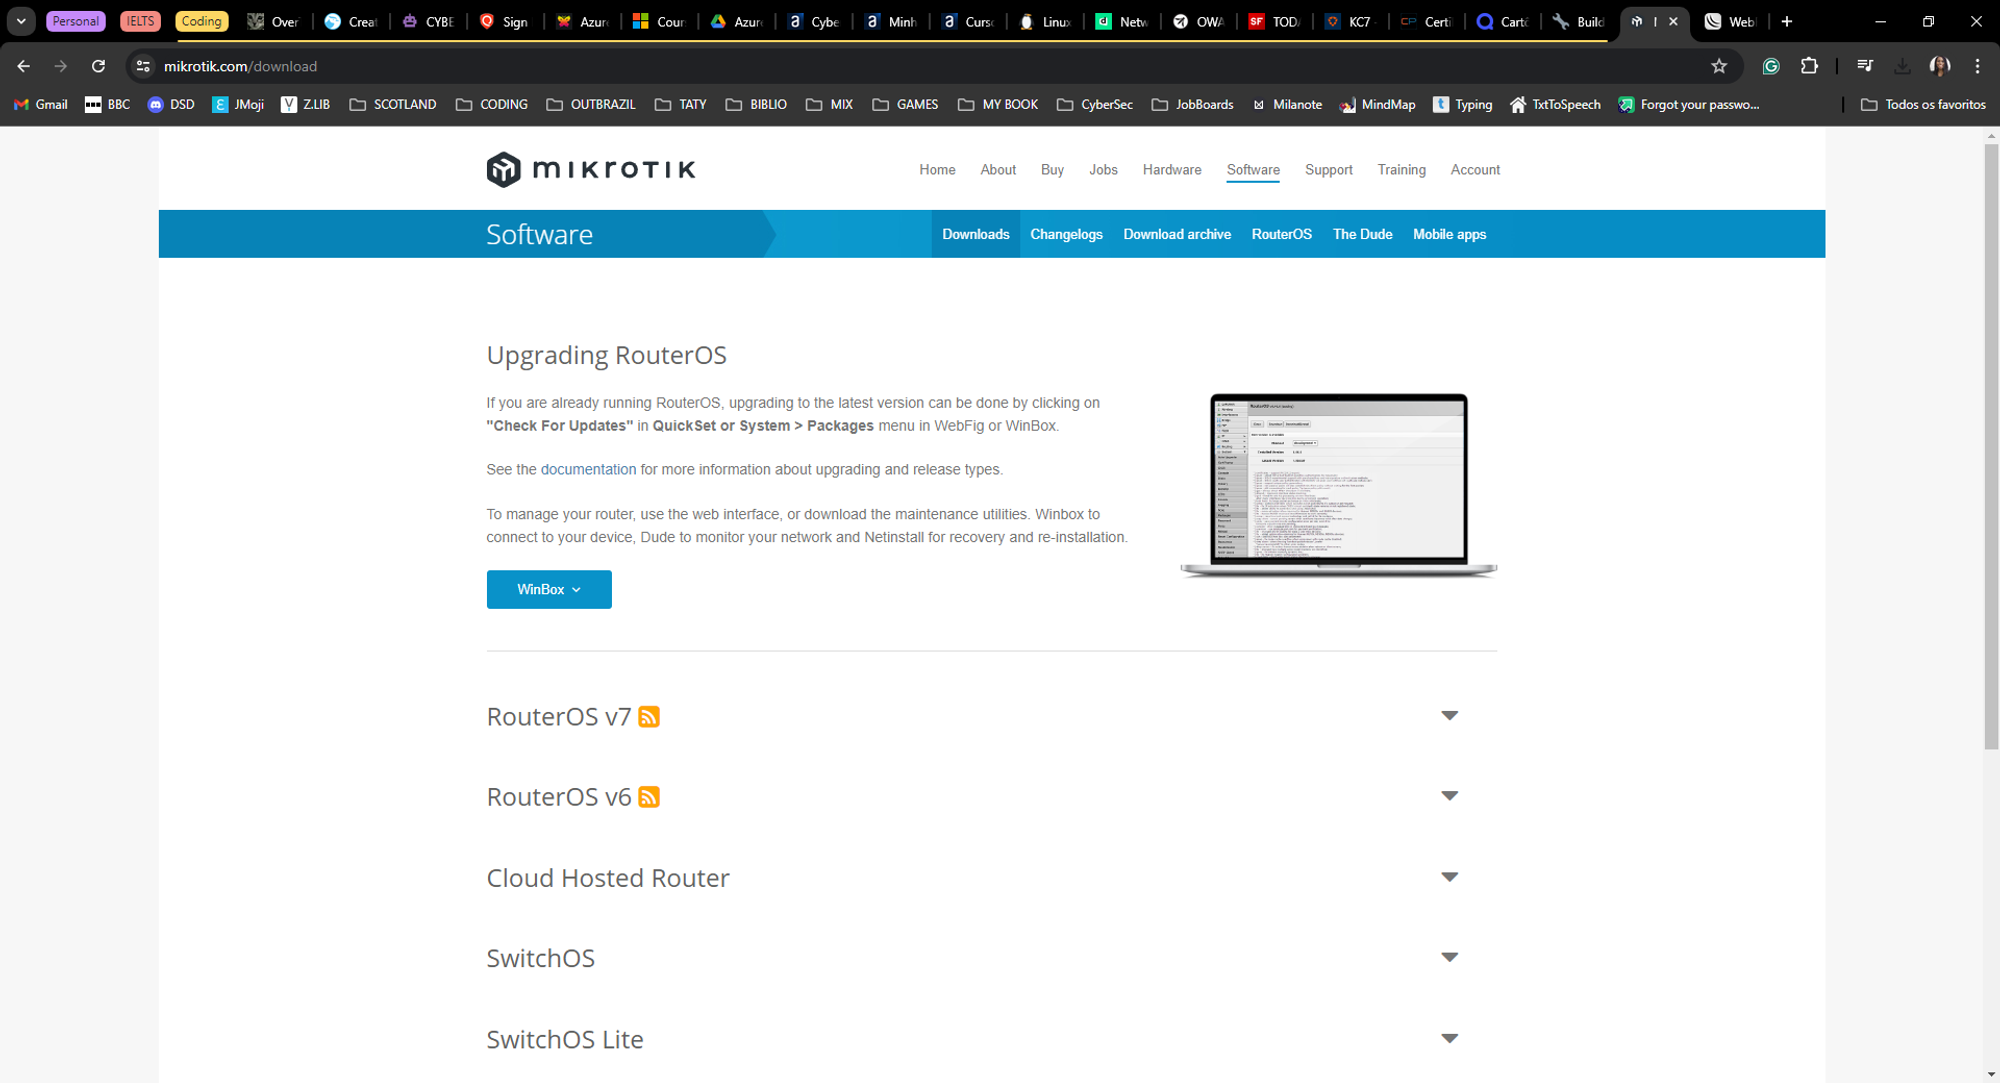 Personal IELTS Coding Over Creat CYBE Sign Azur Cour Azur Cybe Minh Curso Linux Netw OWA TOD KC7 Certi Cartõ Build Web
mikrotik.com/download
Gmail BBC DSD JMoji Z.LIB SCOTLAND CODING OUTBRAZIL TATY BIBLIO MIX GAMES MY BOOK CyberSec JobBoards Milanote MindMap Typing TxtToSpeech Forgot your passwo... Todos os favoritos
mikrotik Home About Buy Jobs Hardware Software Support Training Account
Software Downloads Changelogs Download archive RouterOS The Dude Mobile apps
Upgrading RouterOS
If you are already running RouterOS, upgrading to the latest version can be done by clicking on
"Check For Updates" in QuickSet or System > Packages menu in WebFig or WinBox.
See the documentation for more information about upgrading and release types.
To manage your router, use the web interface, or download the maintenance utilities. Winbox to
connect to your device, Dude to monitor your network and Netinstall for recovery and re-installation.
WinBox
RouterOS v7
RouterOS v6
Cloud Hosted Router
SwitchOS
SwitchOS Lite